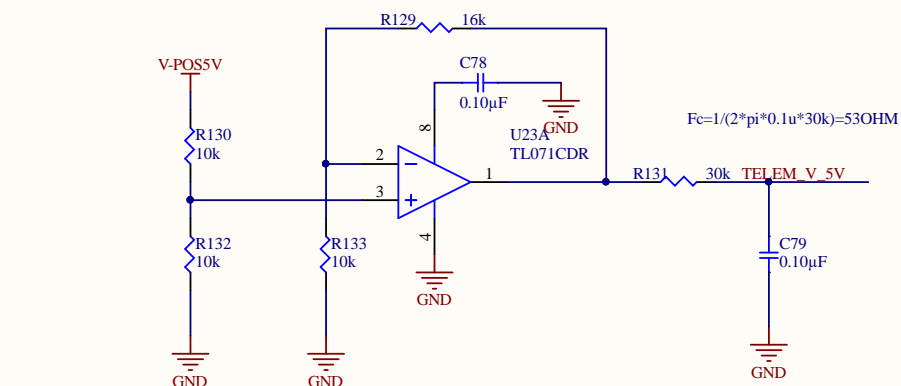 R129 16k
V-POS5V
C78
0.10µF
GND
Fc=1/(2*pi*0.1u*30k)=53OHM
8
U23A
TL071CDR
R130
10k
2
3
1
R131 30k TELEM_V_5V
4
R132
10k
R133
10k
C79
0.10µF
GND
GND
GND
GND